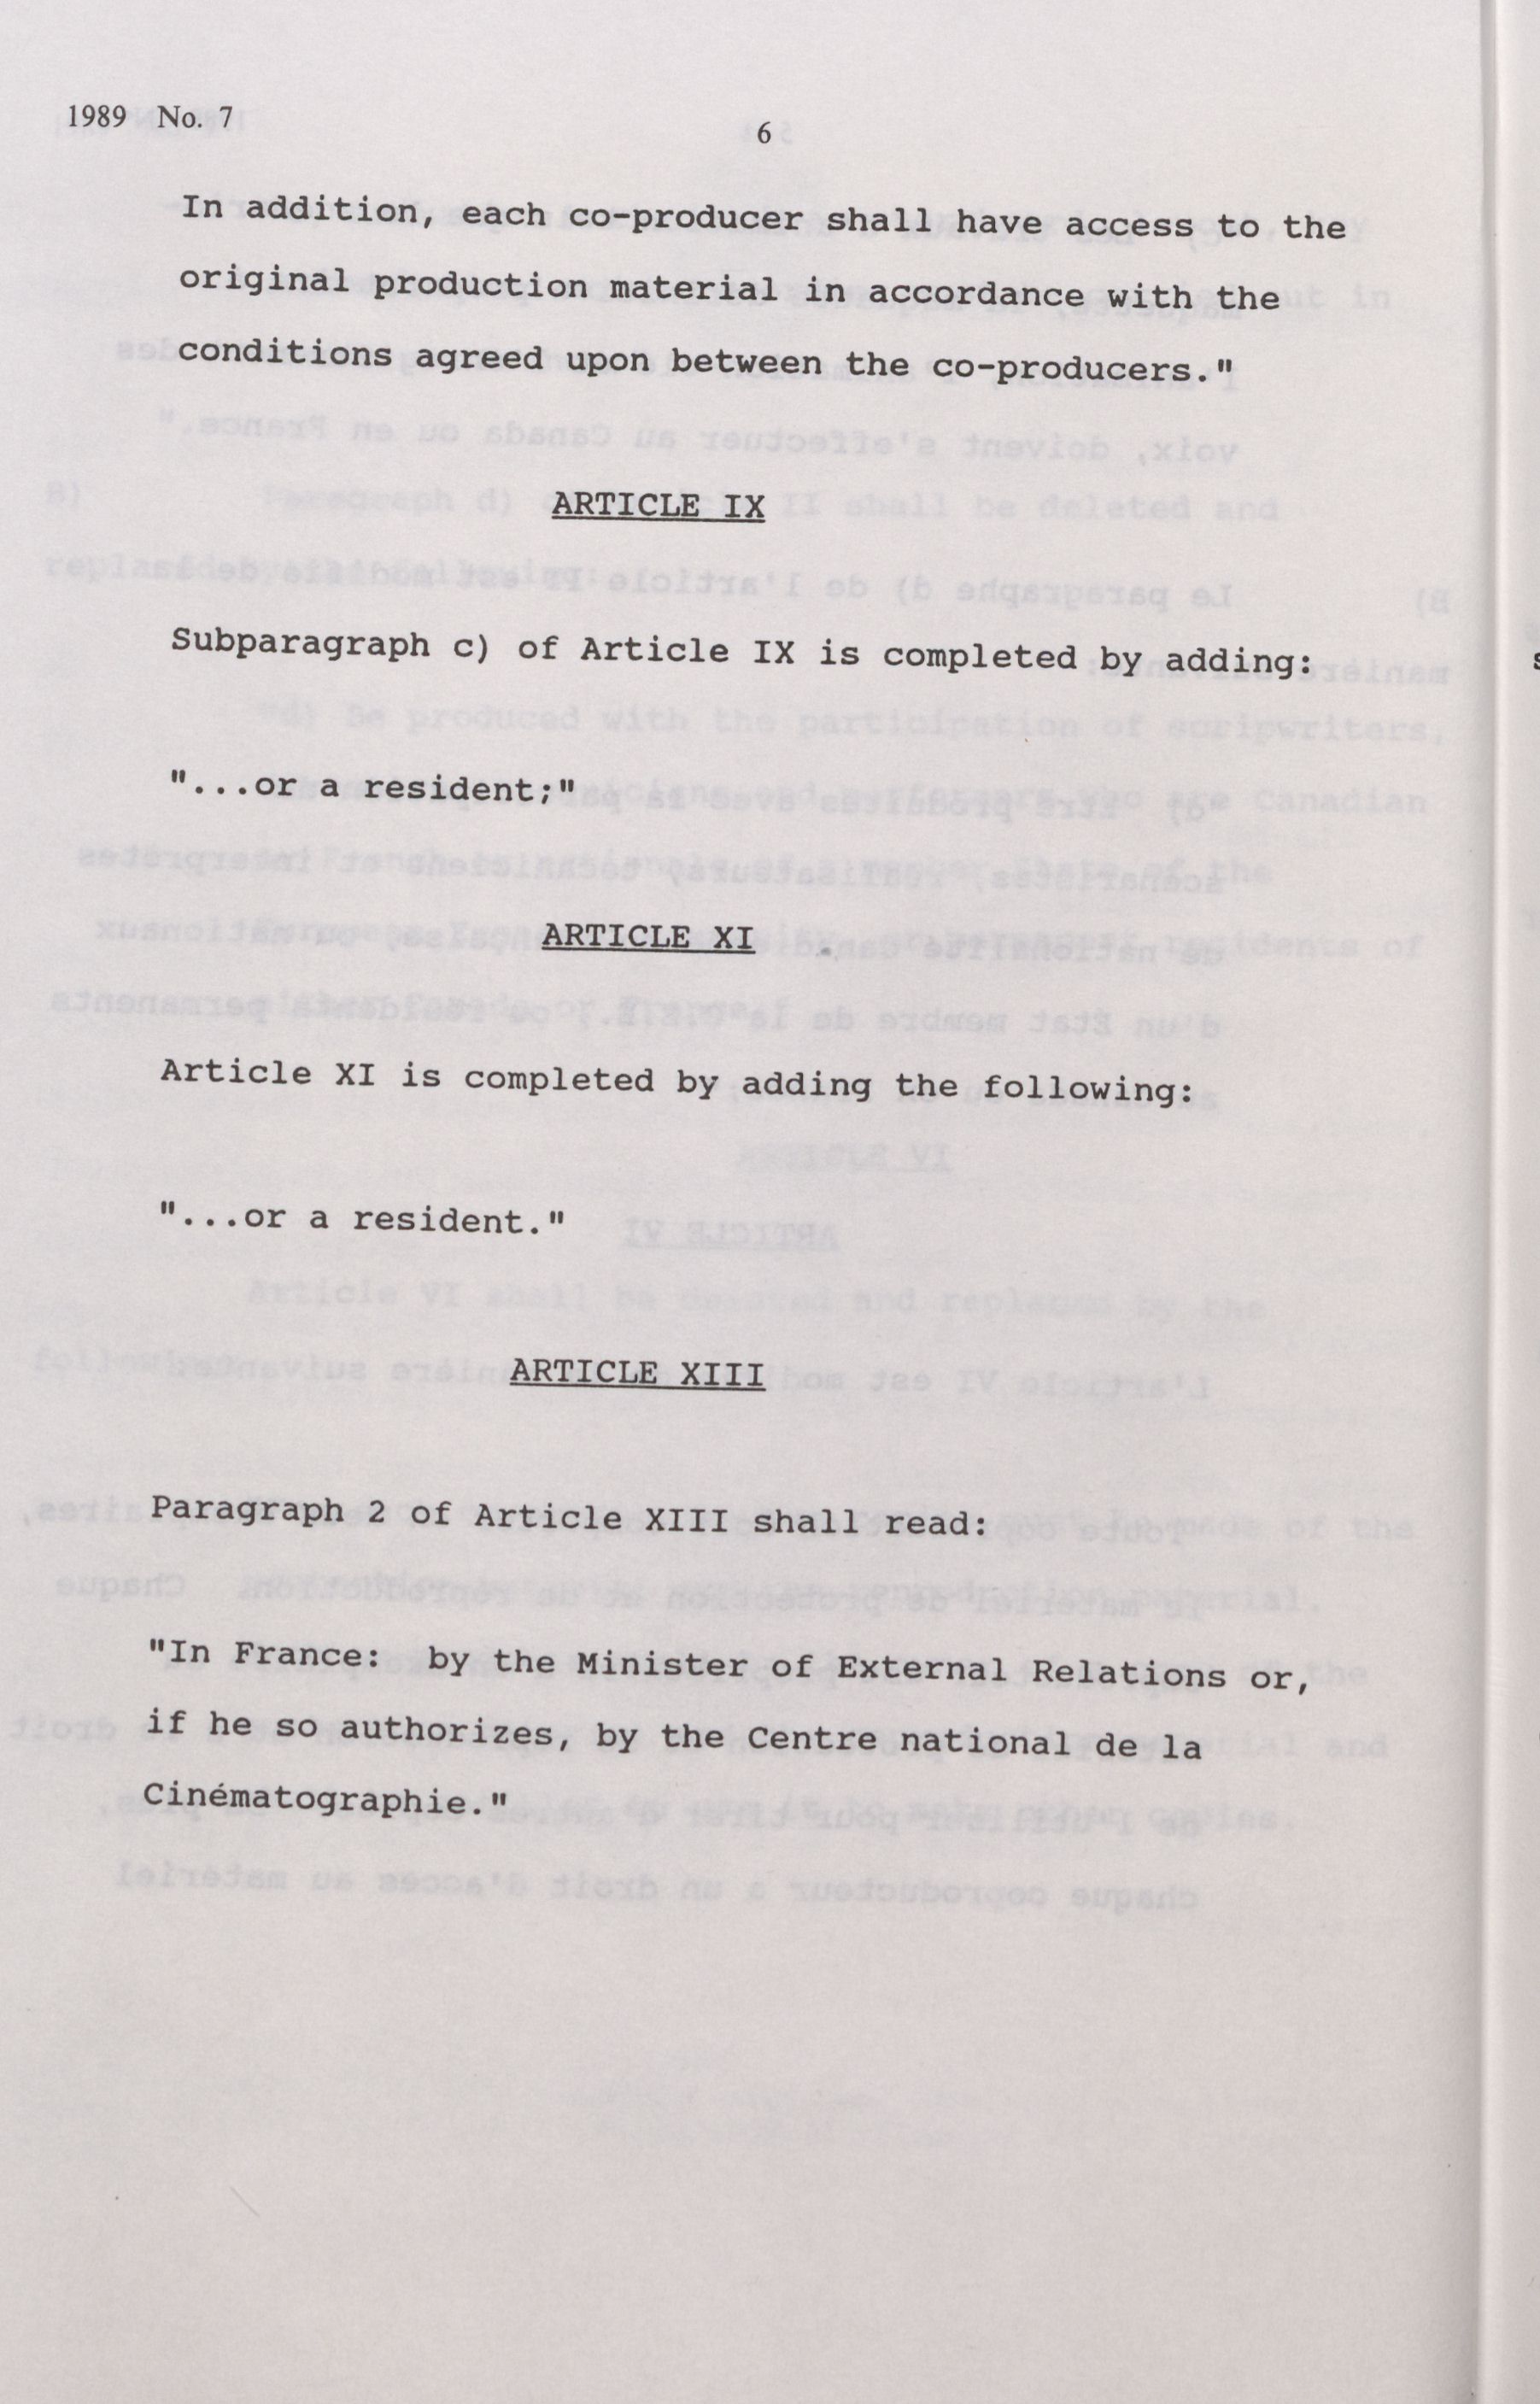 1989 No. 7
6
In addition, each co-producer shall have access to the
original production material in accordance with the
conditions agreed upon between the co-producers."
ARTICLE IX
Subparagraph c) of Article IX is completed by adding:
"...or a resident;"
ARTICLE XI
Article XI is completed by adding the following:
"...or a resident."
ARTICLE XIII
Paragraph 2 of Article XIII shall read:
"In France: by the Minister of External Relations or,
if he so authorizes, by the Centre national de la
Cinématographie."